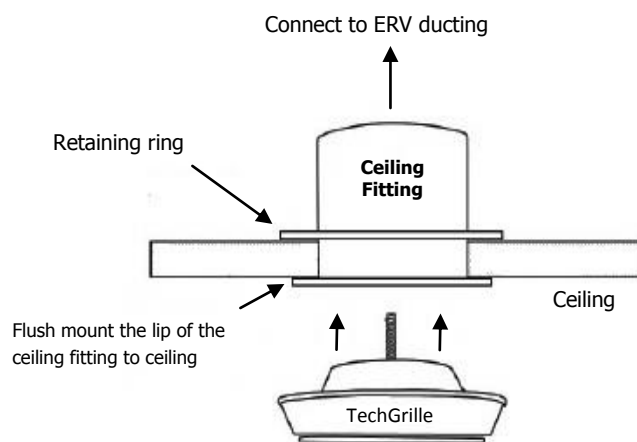 Connect to ERV ducting
Retaining ring
Ceiling
Fitting
Ceiling
Flush mount the lip of the
ceiling fitting to ceiling
TechGrille